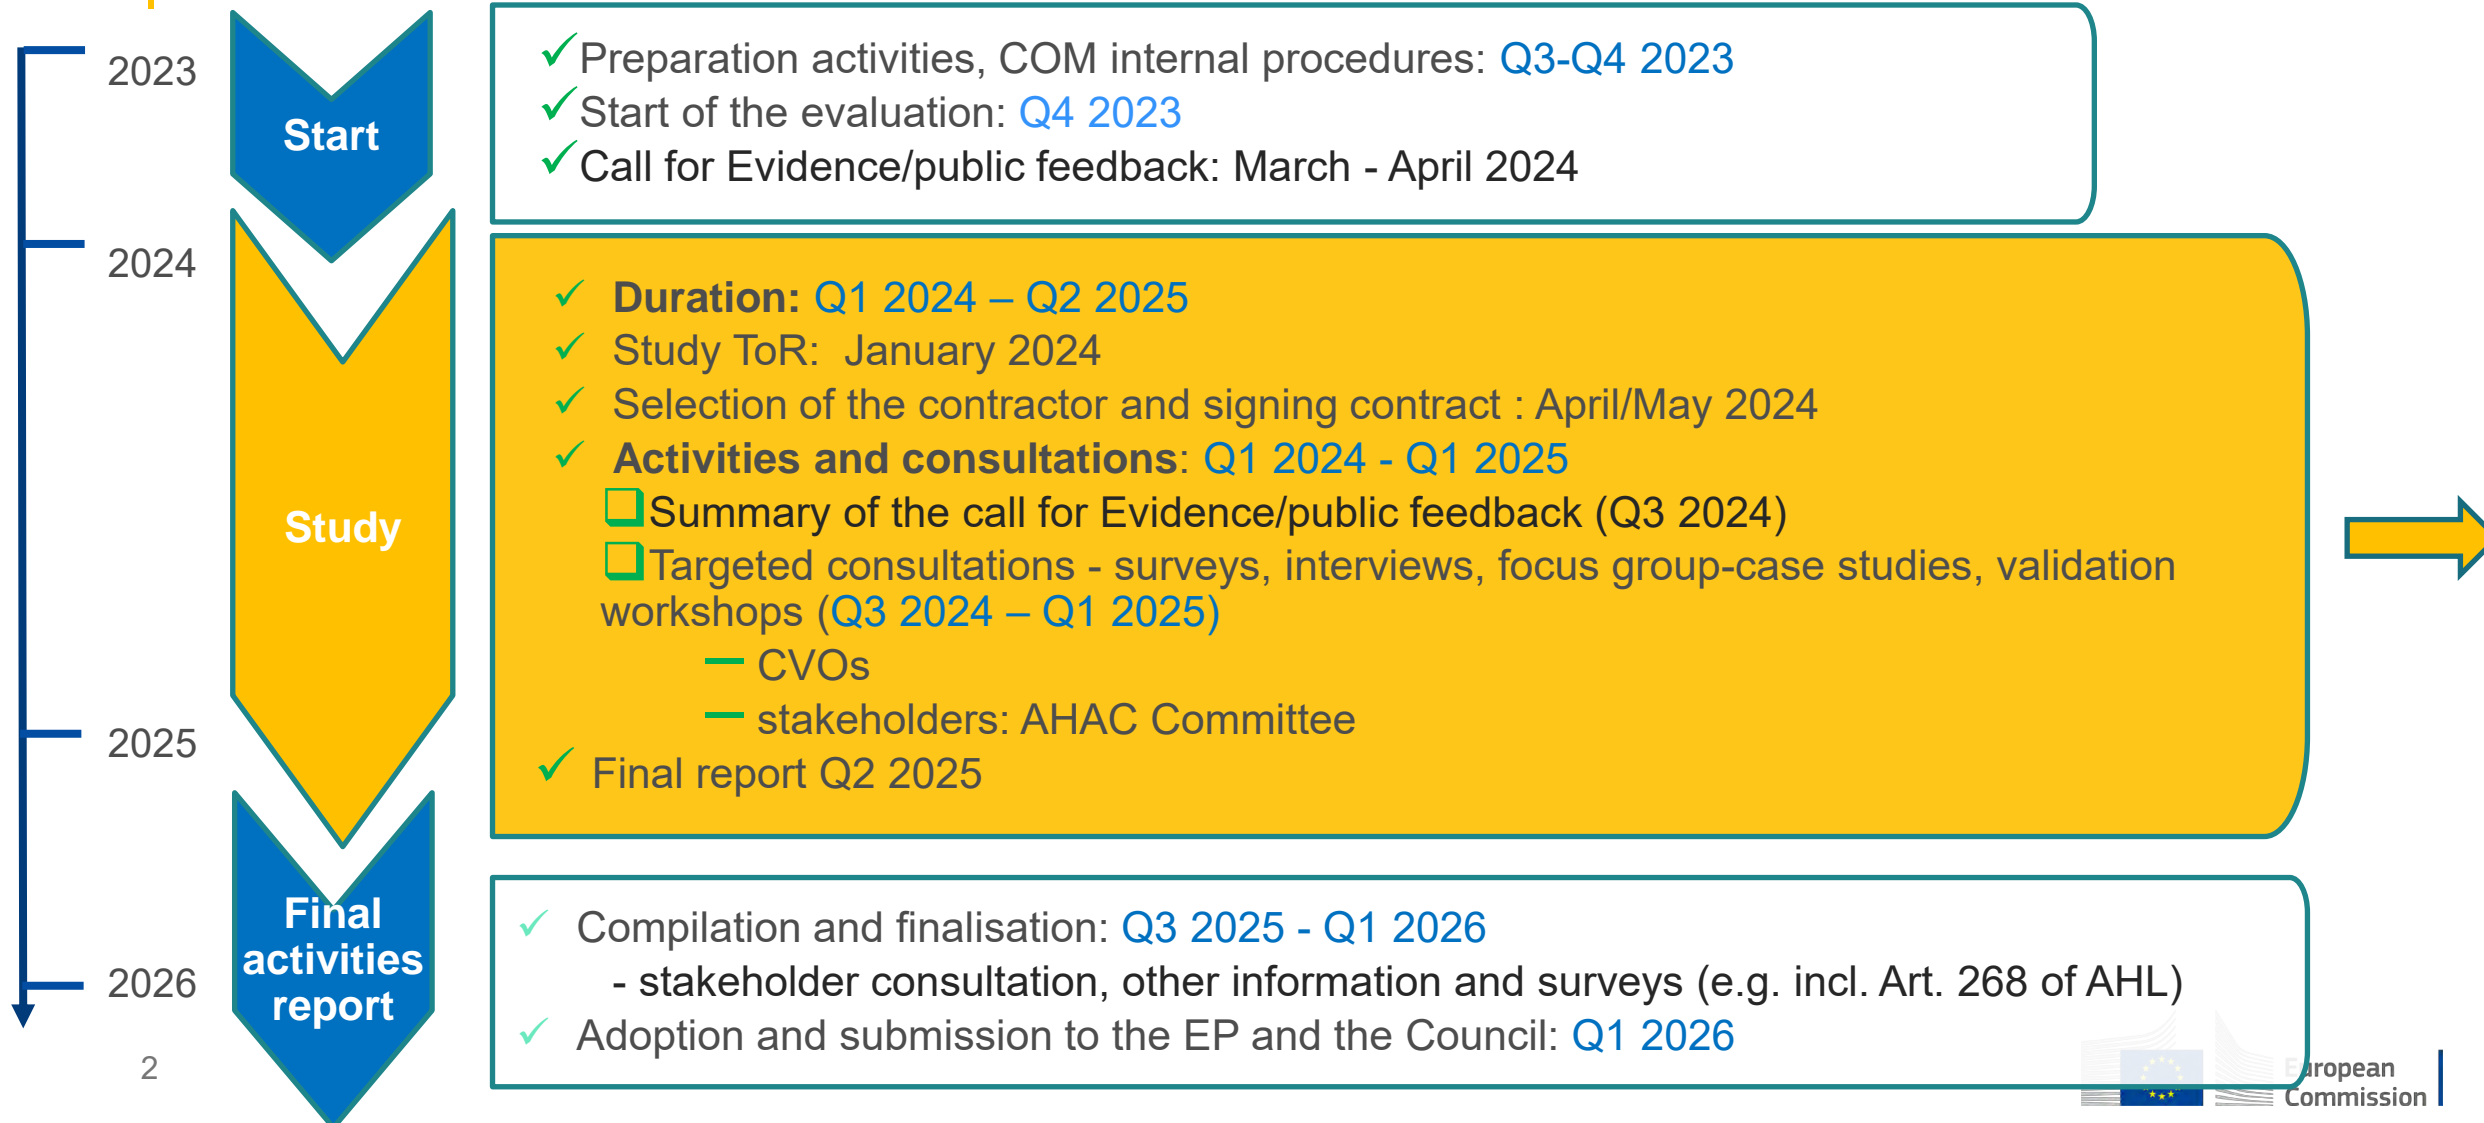 2023
Start
Preparation activities, COM internal procedures: Q3-Q4 2023
Start of the evaluation: Q4 2023
Call for Evidence/public feedback: March - April 2024
2024
Study
Duration: Q1 2024 – Q2 2025
Study ToR: January 2024
Selection of the contractor and signing contract : April/May 2024
Activities and consultations: Q1 2024 - Q1 2025
Summary of the call for Evidence/public feedback (Q3 2024)
Targeted consultations - surveys, interviews, focus group-case studies, validation
workshops (Q3 2024 – Q1 2025)
CVOs
stakeholders: AHAC Committee
Final report Q2 2025
2025
2026
Final
activities
report
Compilation and finalisation: Q3 2025 - Q1 2026
- stakeholder consultation, other information and surveys (e.g. incl. Art. 268 of AHL)
Adoption and submission to the EP and the Council: Q1 2026
2
European
Commission